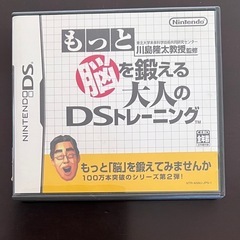 Nintendo
東北大学未来科学技術共同研究センター
川島隆太教授監修
もっと
脳を鍛える
大人の
DSトレーニング
NINTENDO DS
もっと「脳」を鍛えてみませんか
100万本突破のシリーズ第2弾!